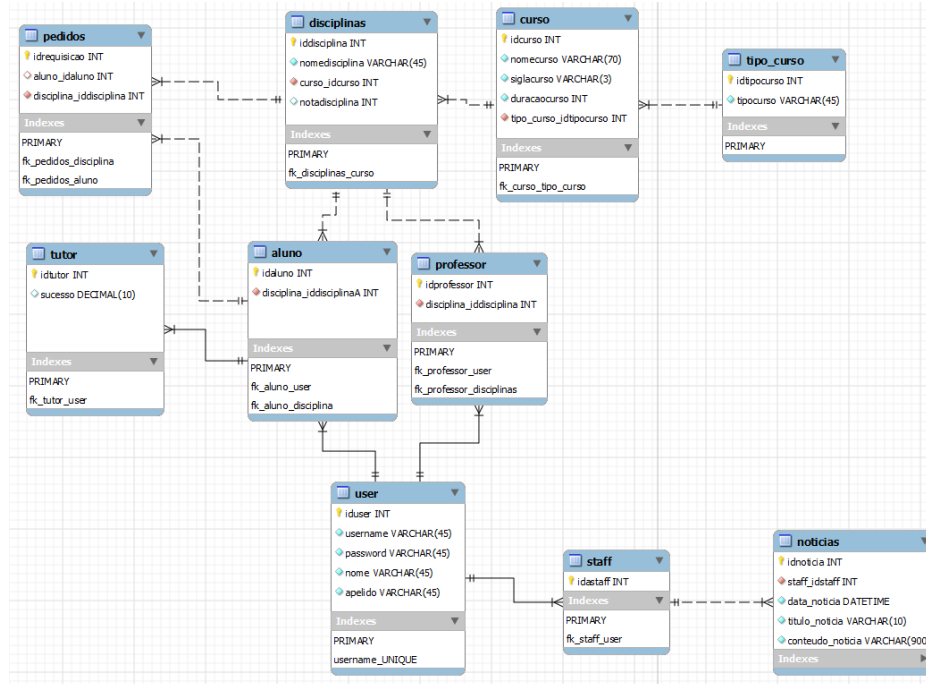 pedidos
idrequisicao INT
aluno_idaluno INT
disciplina_iddisciplina INT
Indexes
PRIMARY
fk_pedidos_disciplina
fk_pedidos_aluno
disciplinas
iddisciplina INT
nomedisciplina VARCHAR(45)
curso_idcurso INT
notadisciplina INT
Indexes
PRIMARY
fk_disciplinas_curso
curso
idcurso INT
nomecurso VARCHAR(70)
siglacurso VARCHAR(3)
duracaocurso INT
tipo_curso_idtipocurso INT
Indexes
PRIMARY
fk_curso_tipo_curso
tipo_curso
idtipocurso INT
tipocurso VARCHAR(45)
Indexes
PRIMARY
tutor
idtutor INT
sucesso DECIMAL(10)
Indexes
PRIMARY
fk_tutor_user
aluno
idaluno INT
disciplina_iddisciplinaA INT
Indexes
PRIMARY
fk_aluno_user
fk_aluno_disciplina
professor
idprofessor INT
disciplina_iddisciplina INT
Indexes
PRIMARY
fk_professor_user
fk_professor_disciplinas
user
iduser INT
username VARCHAR(45)
password VARCHAR(45)
nome VARCHAR(45)
apelido VARCHAR(45)
Indexes
PRIMARY
username_UNIQUE
staff
idastaff INT
Indexes
PRIMARY
fk_staff_user
noticias
idnoticia INT
staff_idstaff INT
data_noticia DATETIME
titulo_noticia VARCHAR(10)
conteudo_noticia VARCHAR(900
Indexes